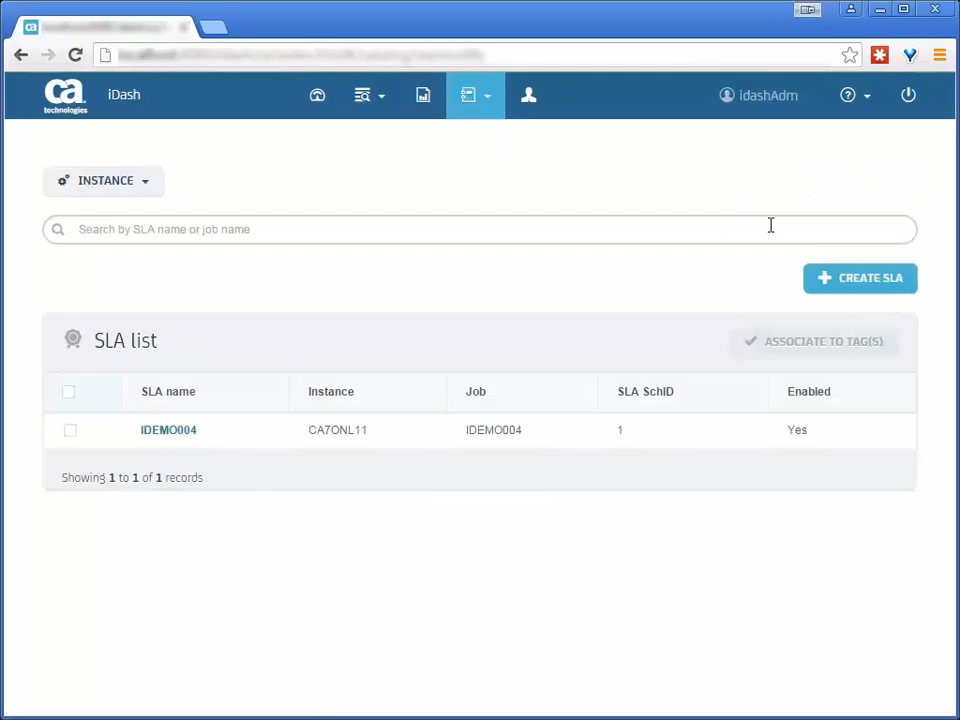 ca
technologies
iDash
idashAdm
INSTANCE
Search by SLA name or job name
CREATE SLA
SLA list
ASSOCIATE TO TAG(S)
SLA name Instance Job SLA SchID Enabled
IDEMO004 CA7ONL11 IDEMO004 1 Yes
Showing 1 to 1 of 1 records